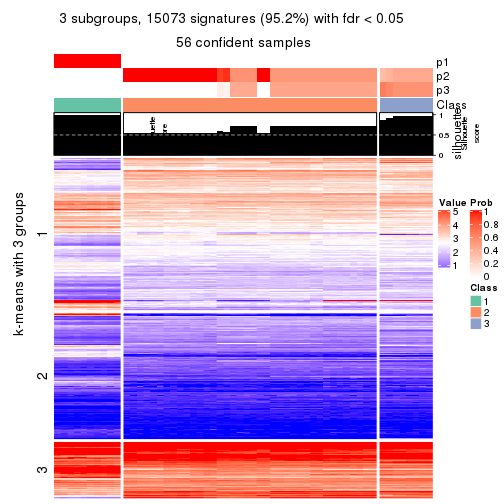 3 subgroups, 15073 signatures (95.2%) with fdr < 0.05
56 confident samples
p1
p2
p3
Class
1
0.5
0
silhouette
Silhouette
score
k-means with 3 groups
1
2
3
Value
5
4
3
2
1
Prob
1
0.8
0.6
0.4
0.2
0
Class
1
2
3